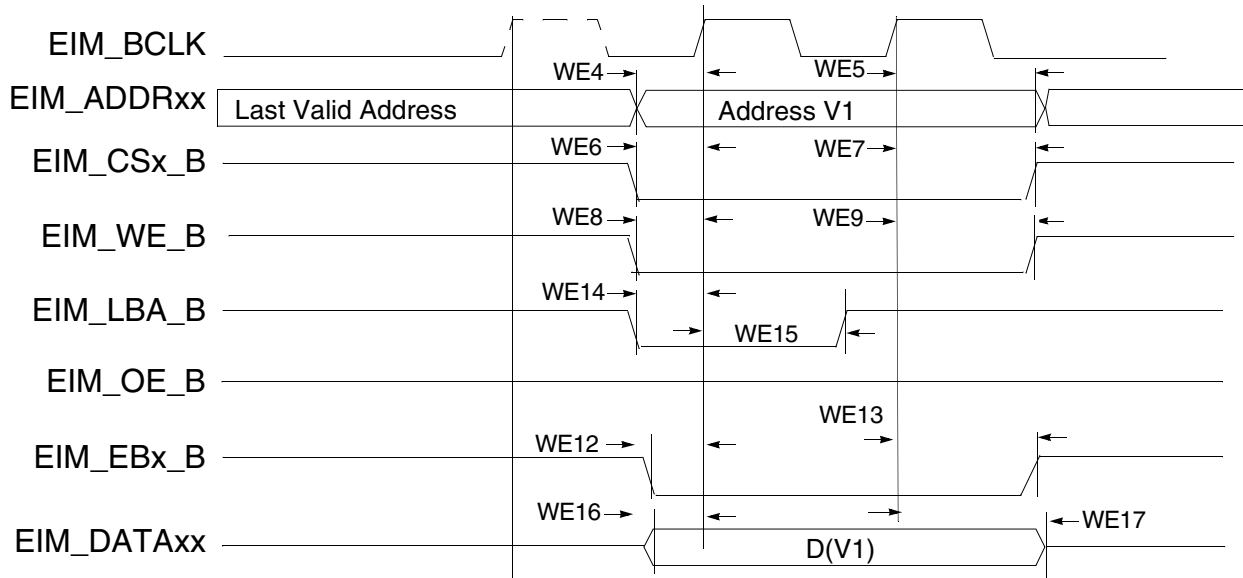 EIM_BCLK
WE4 WE5
EIM_ADDRxx Last Valid Address Address V1
WE6 WE7
EIM_CSx_B
WE8 WE9
EIM_WE_B
WE14
EIM_LBA_B
WE15
EIM_OE_B
WE13
WE12
EIM_EBx_B
WE16 WE17
EIM_DATAxx D(V1)